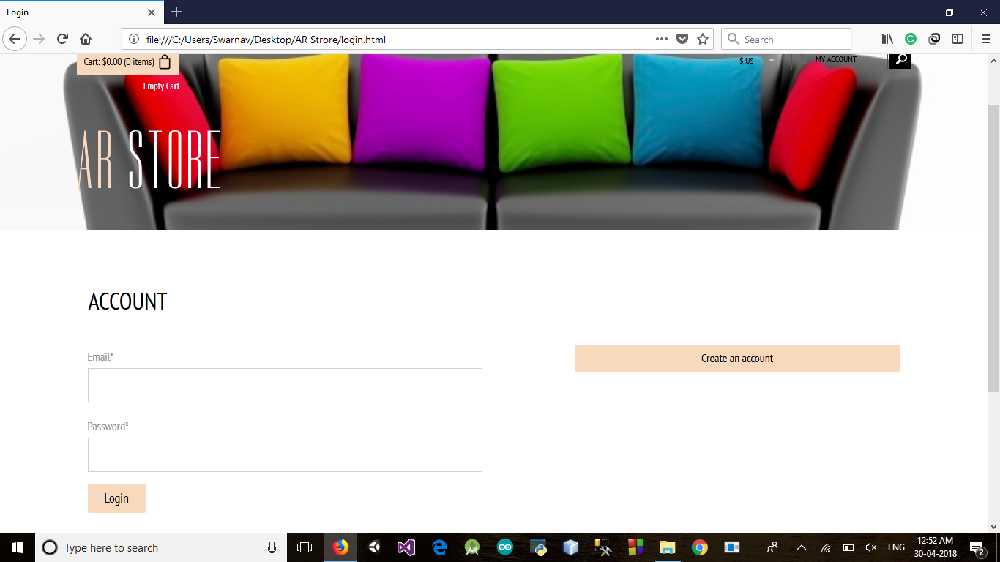 Login
file:///C:/Users/Swarnav/Desktop/AR Strore/login.html
Search
Cart: $0.00 (0 items)
$ US
MY ACCOUNT
Empty Cart
AR STORE
ACCOUNT
Email*
Create an account
Password*
Login
Type here to search
ENG
12:52 AM
30-04-2018
2